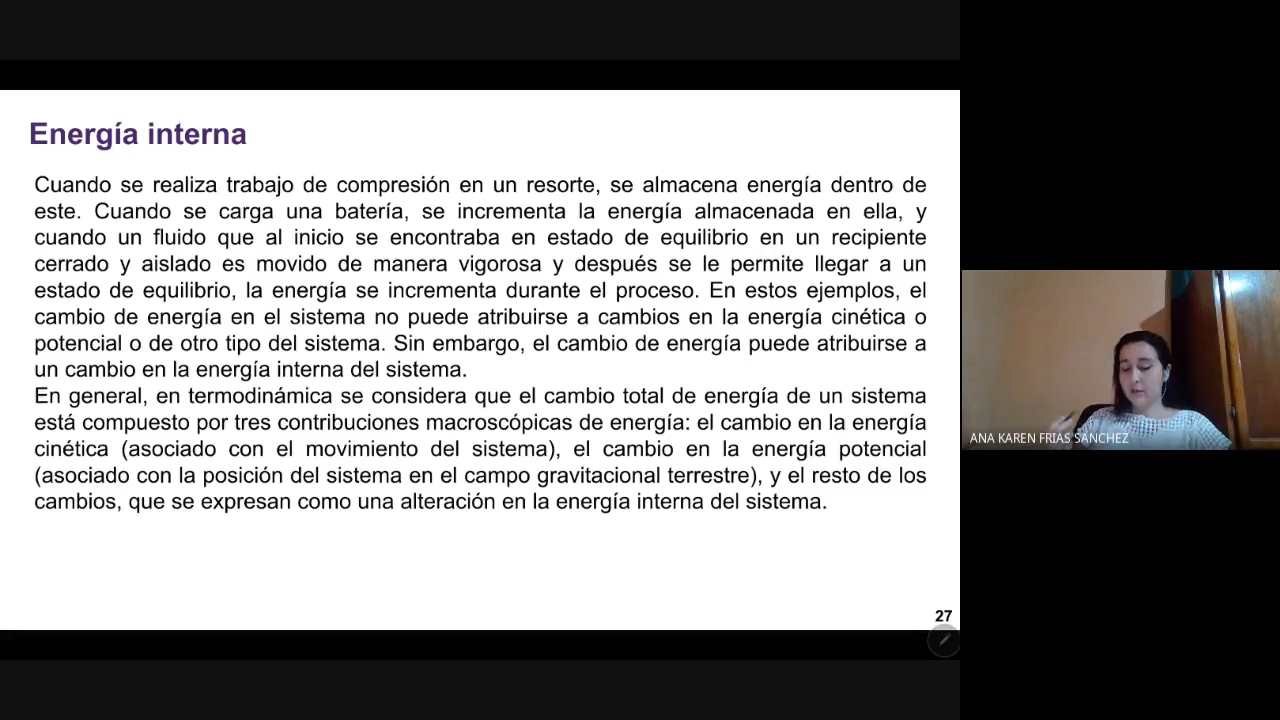 Energía interna
Cuando se realiza trabajo de compresión en un resorte, se almacena energía dentro de
este. Cuando se carga una batería, se incrementa la energía almacenada en ella, y
cuando un fluido que al inicio se encontraba en estado de equilibrio en un recipiente
cerrado y aislado es movido de manera vigorosa y después se le permite llegar a un
estado de equilibrio, la energía se incrementa durante el proceso. En estos ejemplos, el
cambio de energía en el sistema no puede atribuirse a cambios en la energía cinética o
potencial o de otro tipo del sistema. Sin embargo, el cambio de energía puede atribuirse a
un cambio en la energía interna del sistema.
En general, en termodinámica se considera que el cambio total de energía de un sistema
está compuesto por tres contribuciones macroscópicas de energía: el cambio en la energía
cinética (asociado con el movimiento del sistema), el cambio en la energía potencial
(asociado con la posición del sistema en el campo gravitacional terrestre), y el resto de los
cambios, que se expresan como una alteración en la energía interna del sistema.
27
ANA KAREN FRIAS SANCHEZ